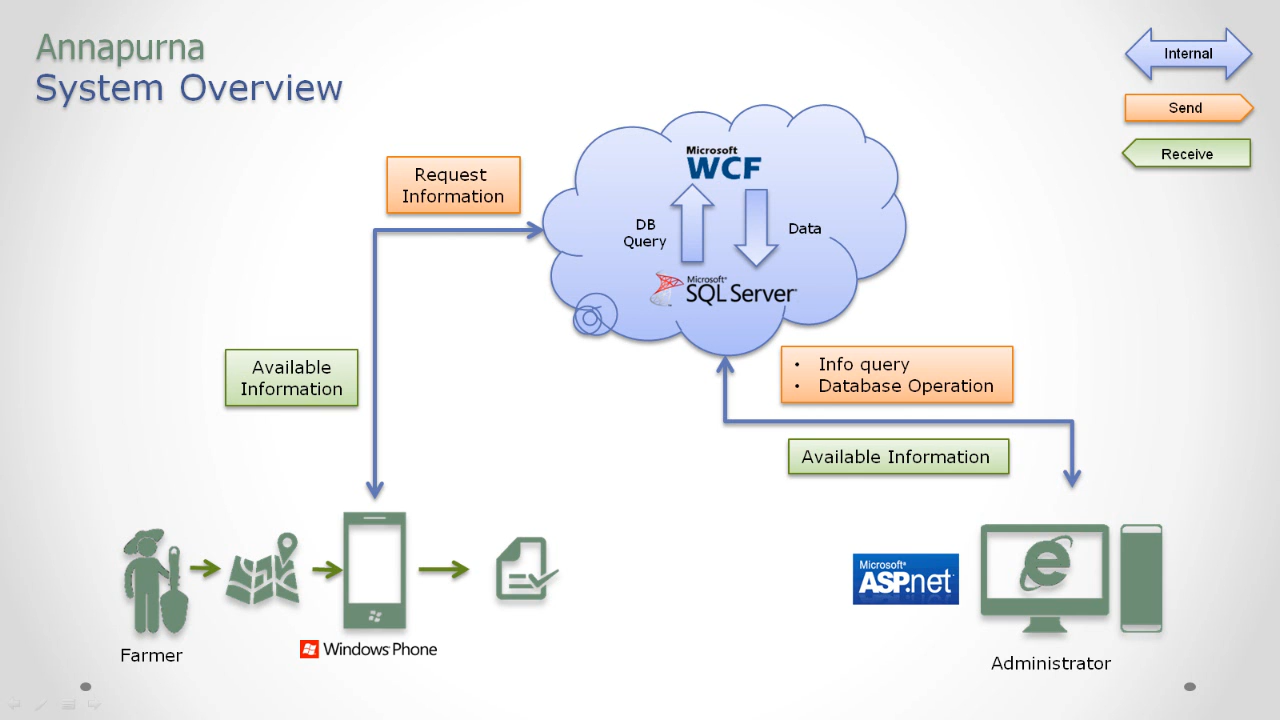 Annapurna
System Overview
Internal
Send
Receive
Request
Information
Microsoft
WCF
DB
Query
Data
Microsoft®
SQL Server
Available
Information
• Info query
• Database Operation
Available Information
Microsoft®
ASP.net
Farmer
Windows Phone
Administrator